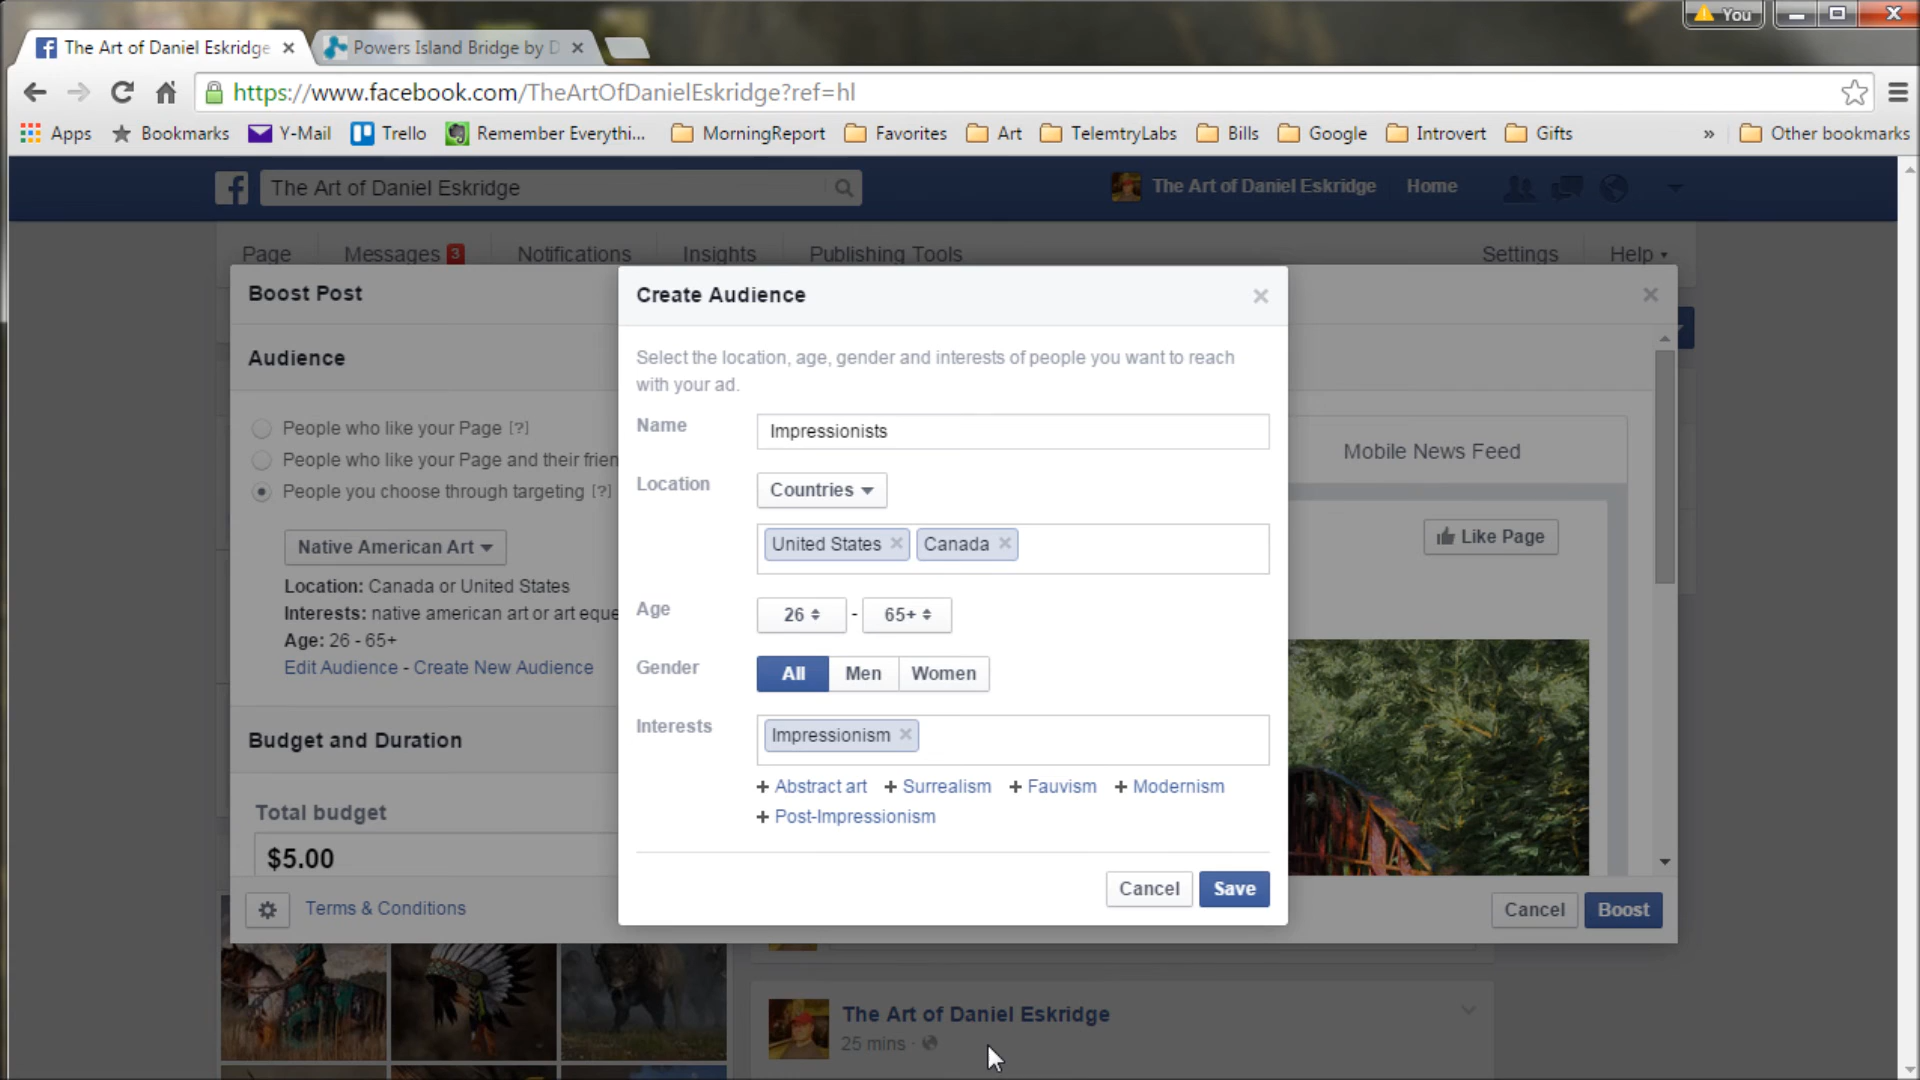 You
The Art of Daniel Eskridge
Powers Island Bridge by D
https://www.facebook.com/TheArtOfDanielEskridge?ref=hl
Apps Bookmarks Y-Mail Trello Remember Everythi... MorningReport Favorites Art TelemtryLabs Bills Google Introvert Gifts » Other bookmarks
The Art of Daniel Eskridge
The Art of Daniel Eskridge Home
Page Messages 3 Notifications Insights Publishing Tools Settings Help
Boost Post
Audience
People who like your Page [?]
People who like your Page and their frien
People you choose through targeting [?]
Native American Art
Location: Canada or United States
Interests: native american art or art eque
Age: 26 - 65+
Edit Audience - Create New Audience
Budget and Duration
Total budget
$5.00
Terms & Conditions
Create Audience
Select the location, age, gender and interests of people you want to reach
with your ad.
Name Impressionists
Location Countries
United States Canada
Age 26 - 65+
Gender All Men Women
Interests Impressionism
+ Abstract art + Surrealism + Fauvism + Modernism
+ Post-Impressionism
Cancel Save
Mobile News Feed
Like Page
Cancel Boost
The Art of Daniel Eskridge
25 mins ·